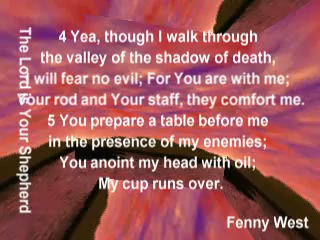 The Lord is Your Shepherd
4 Yea, though I walk through
the valley of the shadow of death,
I will fear no evil; For You are with me;
Your rod and Your staff, they comfort me.
5 You prepare a table before me
in the presence of my enemies;
You anoint my head with oil;
My cup runs over.
Fenny West